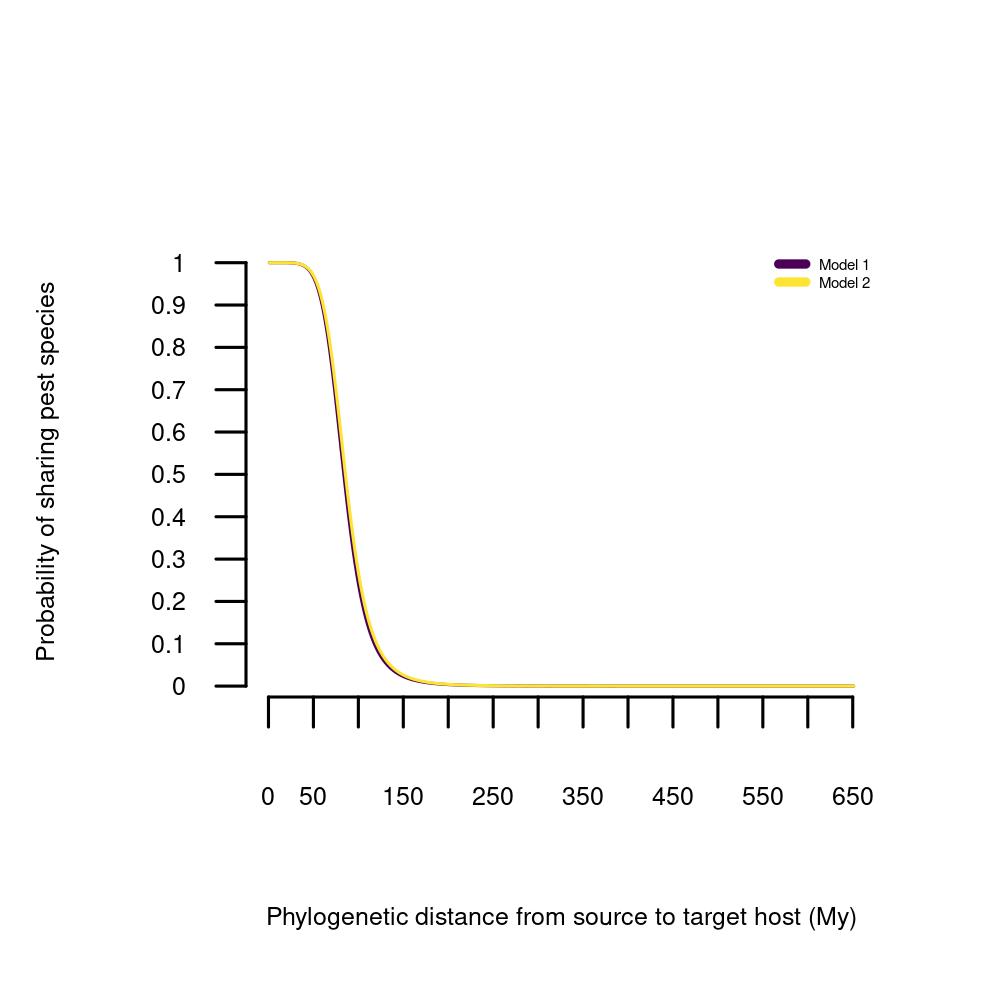 Model 1
Model 2
Probability of sharing pest species
1
0.9
0.8
0.7
0.6
0.5
0.4
0.3
0.2
0.1
0
0 50 150 250 350 450 550 650
Phylogenetic distance from source to target host (My)